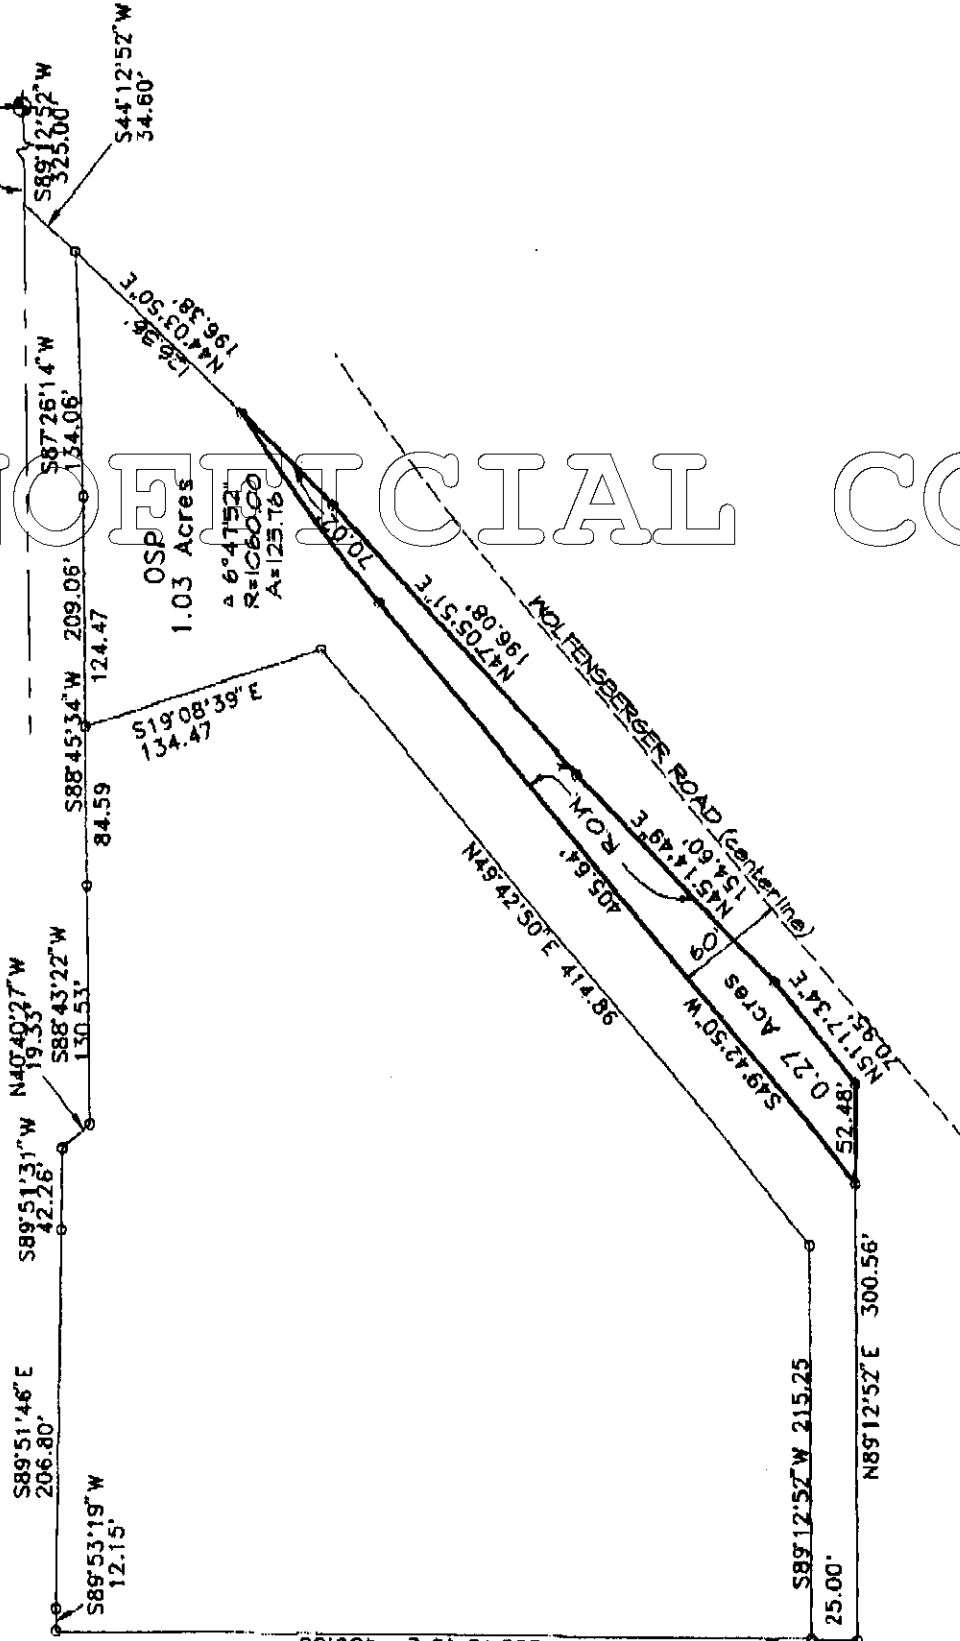 S89°12'52"W
325.00'
S44°12'52"W
34.60'
N44°03'50"E
196.38'
S87°26'14"W
134.06'
UNOFFICIAL CO
OSP
1.03 Acres
Δ 6°47'52"
R=1060.00
A=125.76
70.02'
S88°45'34"W 209.06'
124.47
84.59
S19°08'39"E
134.47
N47°05'51"E
196.08'
WOLFENSBERGER ROAD (centerline)
R.O.W.
N49°42'50"E 414.86
405.64'
S49°42'50"W
N45°14'49"E
154.60'
60
0.27 Acres
N51°17'34"E
70.95'
52.48'
S88°43'22"W
130.53'
N40°40'27"W
19.33'
S89°51'31"W
42.26'
S89°51'46"E
206.80'
S89°53'19"W
12.15'
S89°12'52"W 215.25
N89°12'52"E 300.56'
25.00'